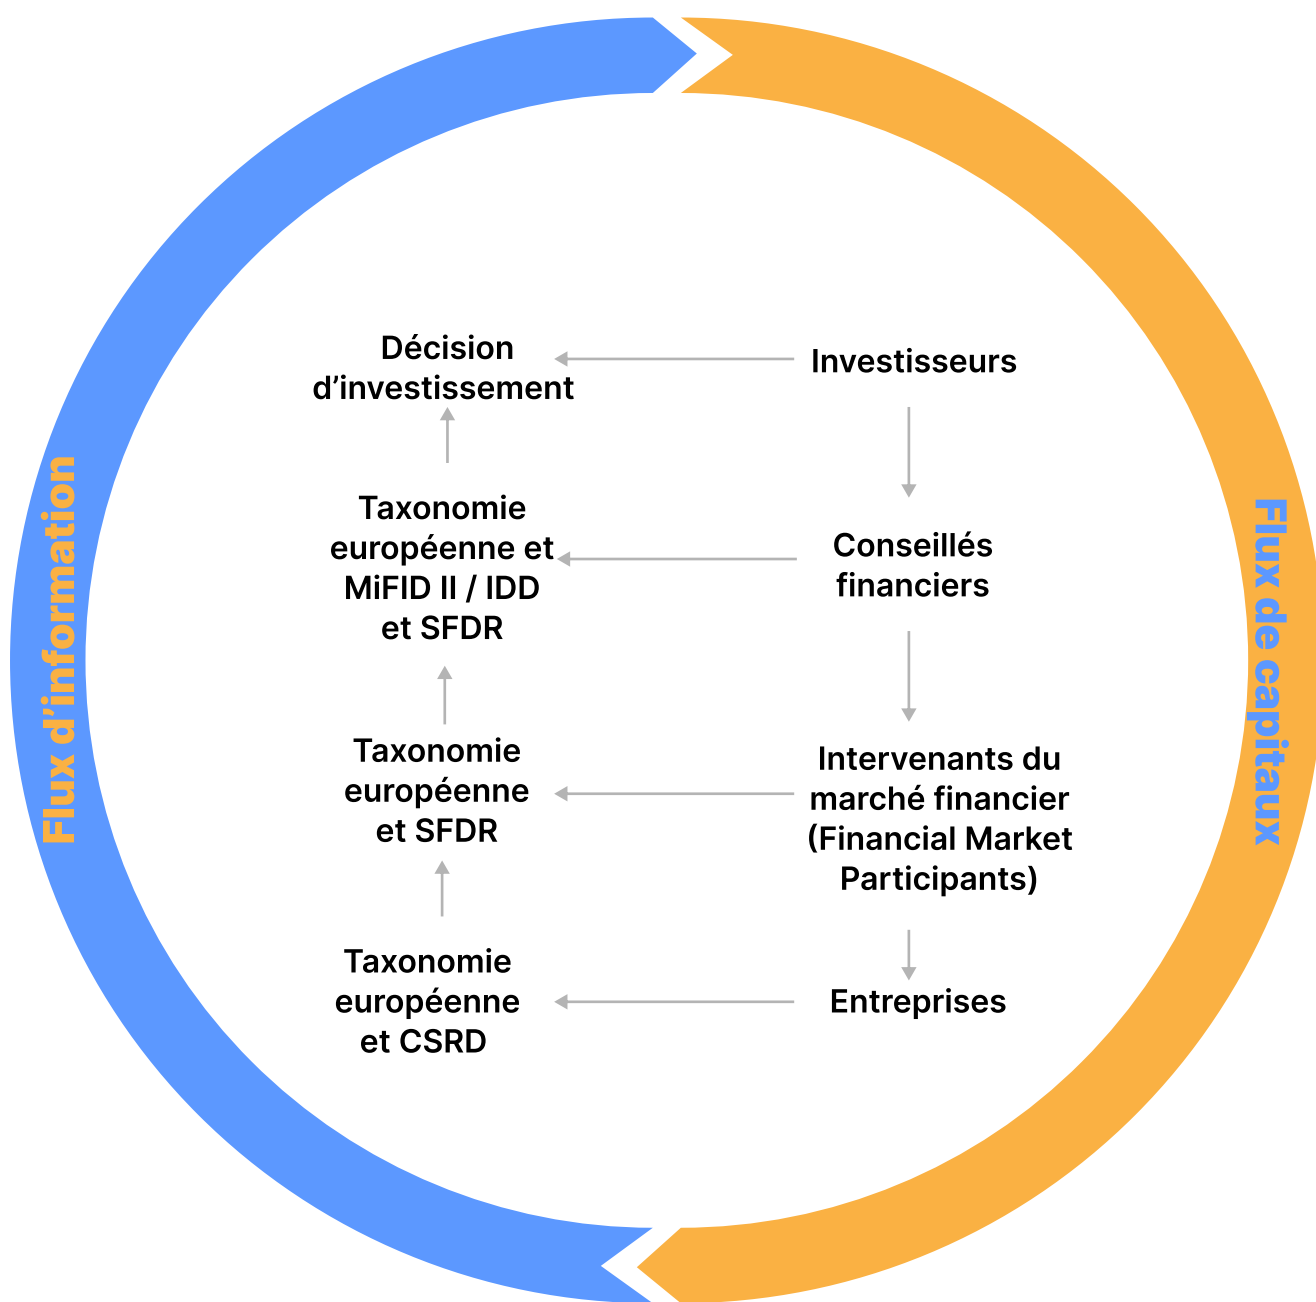 Flux d’information
Décision
d’investissement
Investisseurs
Taxonomie
européenne et
MiFID II / IDD
et SFDR
Conseillés
financiers
Taxonomie
européenne
et SFDR
Intervenants du
marché financier
(Financial Market
Participants)
Taxonomie
européenne
et CSRD
Entreprises
Flux de capitaux